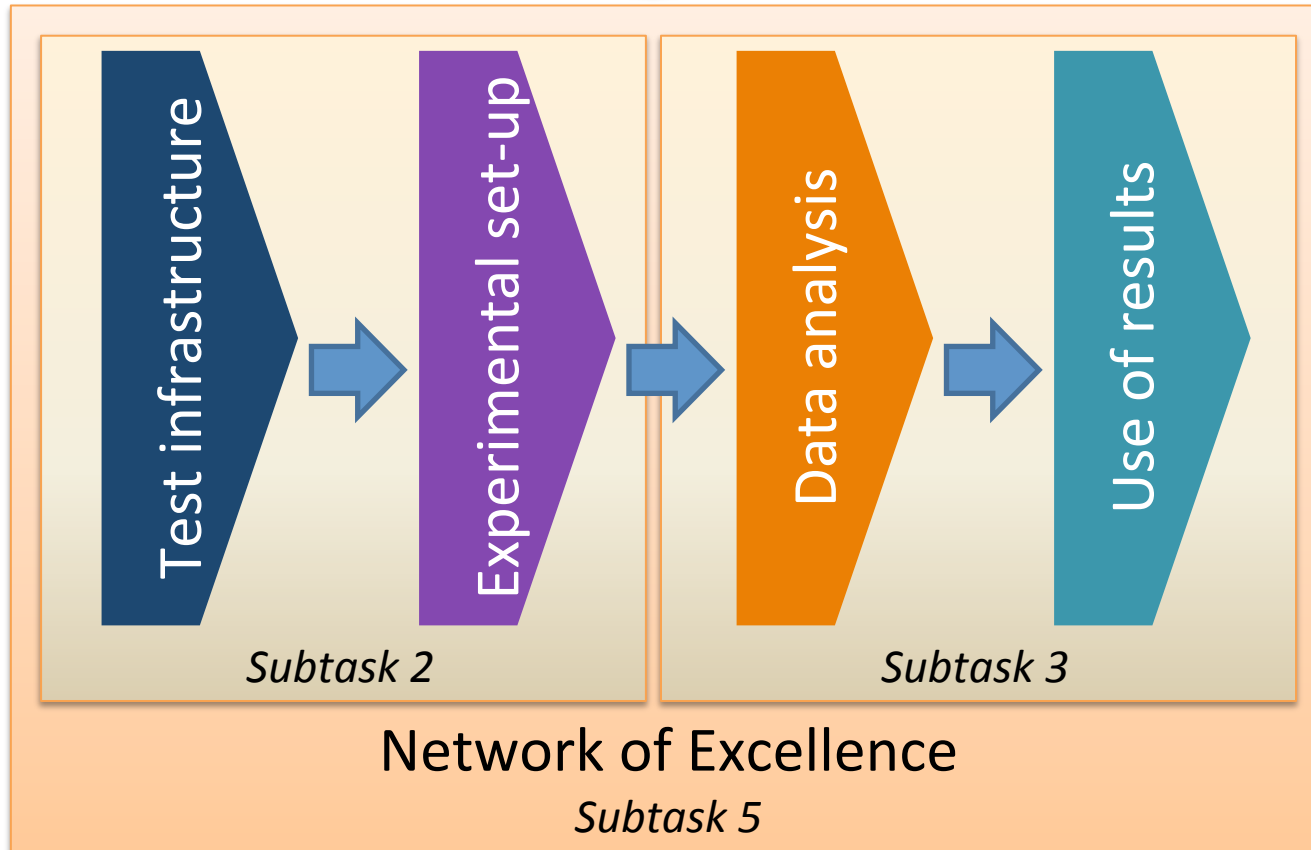 Test infrastructure
Experimental set-up
Subtask 2
Data analysis
Use of results
Subtask 3
Network of Excellence
Subtask 5